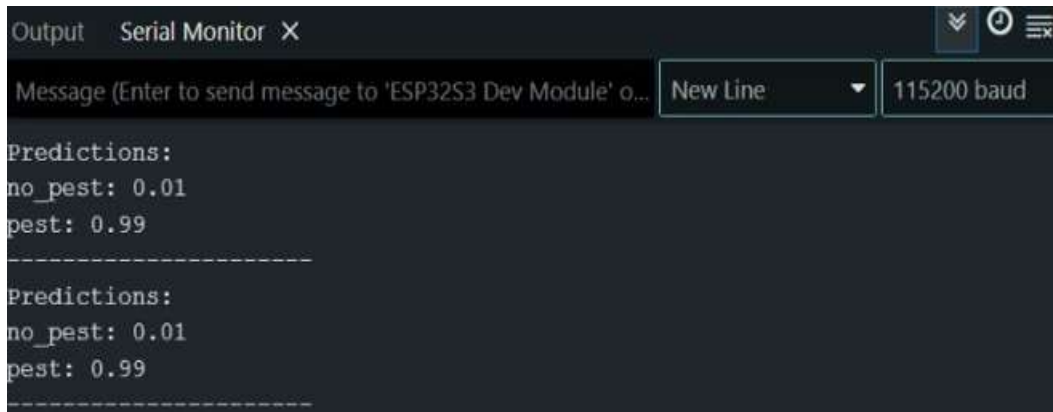 Output Serial Monitor X
Message (Enter to send message to 'ESP32S3 Dev Module' o... New Line 115200 baud
Predictions:
no_pest: 0.01
pest: 0.99
----------------------
Predictions:
no_pest: 0.01
pest: 0.99
----------------------